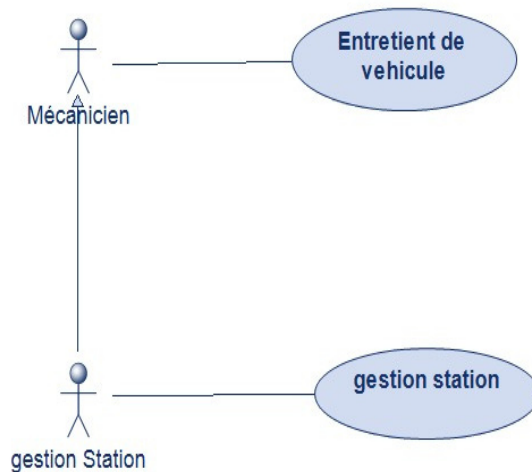 Entretient de
vehicule
Mécanicien
gestion station
gestion Station